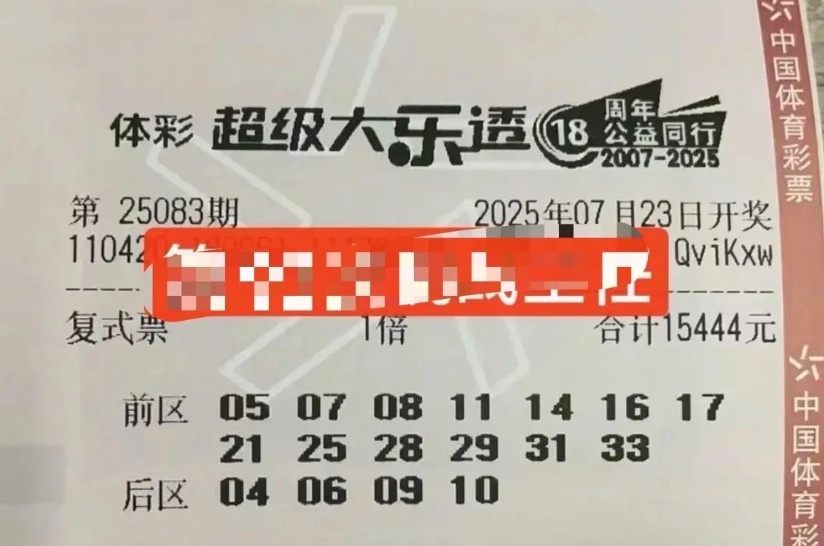 体彩 超级大乐透 18 周年
公益同行
2007-2025
第 25083期 2025年07月23日开奖
110420 QviKxw
复式票 1倍 合计15444元
前区 05 07 08 11 14 16 17
21 25 28 29 31 33
后区 04 06 09 10
中国体育彩票
中国体育彩